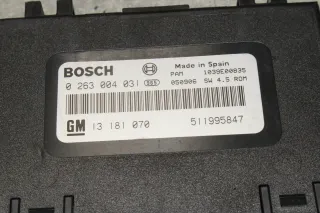 Made in Spain
BOSCH PAM 1039E00835
0 263 004 031 050906 SW 4.5 ROM
GM 13 181 070 511995847